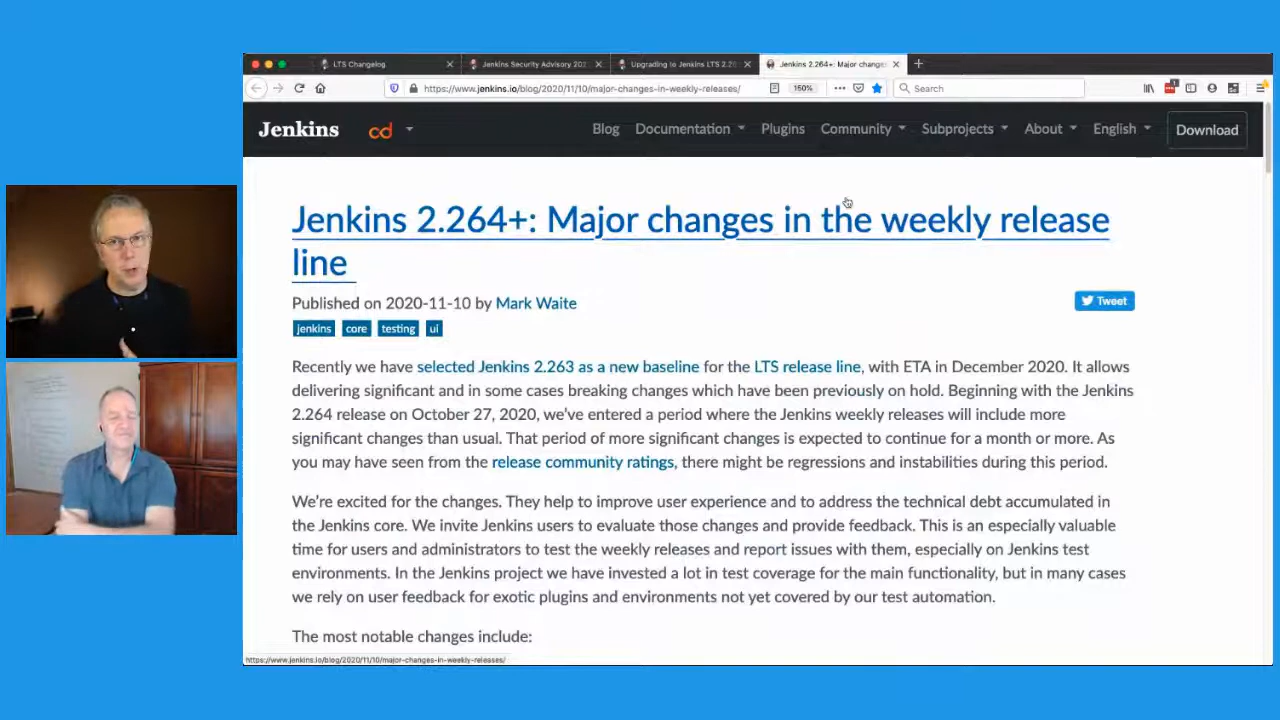 LTS Changelog
Jenkins Security Advisory 202
Upgrading to Jenkins LTS 2.2
Jenkins 2.264+: Major change
https://www.jenkins.io/blog/2020/11/10/major-changes-in-weekly-releases/
150%
Search
Jenkins
cd
Blog
Documentation
Plugins
Community
Subprojects
About
English
Download
Jenkins 2.264+: Major changes in the weekly release
line
Published on 2020-11-10 by Mark Waite
Tweet
jenkins core testing ui
Recently we have selected Jenkins 2.263 as a new baseline for the LTS release line, with ETA in December 2020. It allows
delivering significant and in some cases breaking changes which have been previously on hold. Beginning with the Jenkins
2.264 release on October 27, 2020, we've entered a period where the Jenkins weekly releases will include more
significant changes than usual. That period of more significant changes is expected to continue for a month or more. As
you may have seen from the release community ratings, there might be regressions and instabilities during this period.
We're excited for the changes. They help to improve user experience and to address the technical debt accumulated in
the Jenkins core. We invite Jenkins users to evaluate those changes and provide feedback. This is an especially valuable
time for users and administrators to test the weekly releases and report issues with them, especially on Jenkins test
environments. In the Jenkins project we have invested a lot in test coverage for the main functionality, but in many cases
we rely on user feedback for exotic plugins and environments not yet covered by our test automation.
The most notable changes include:
https://www.jenkins.io/blog/2020/11/10/major-changes-in-weekly-releases/